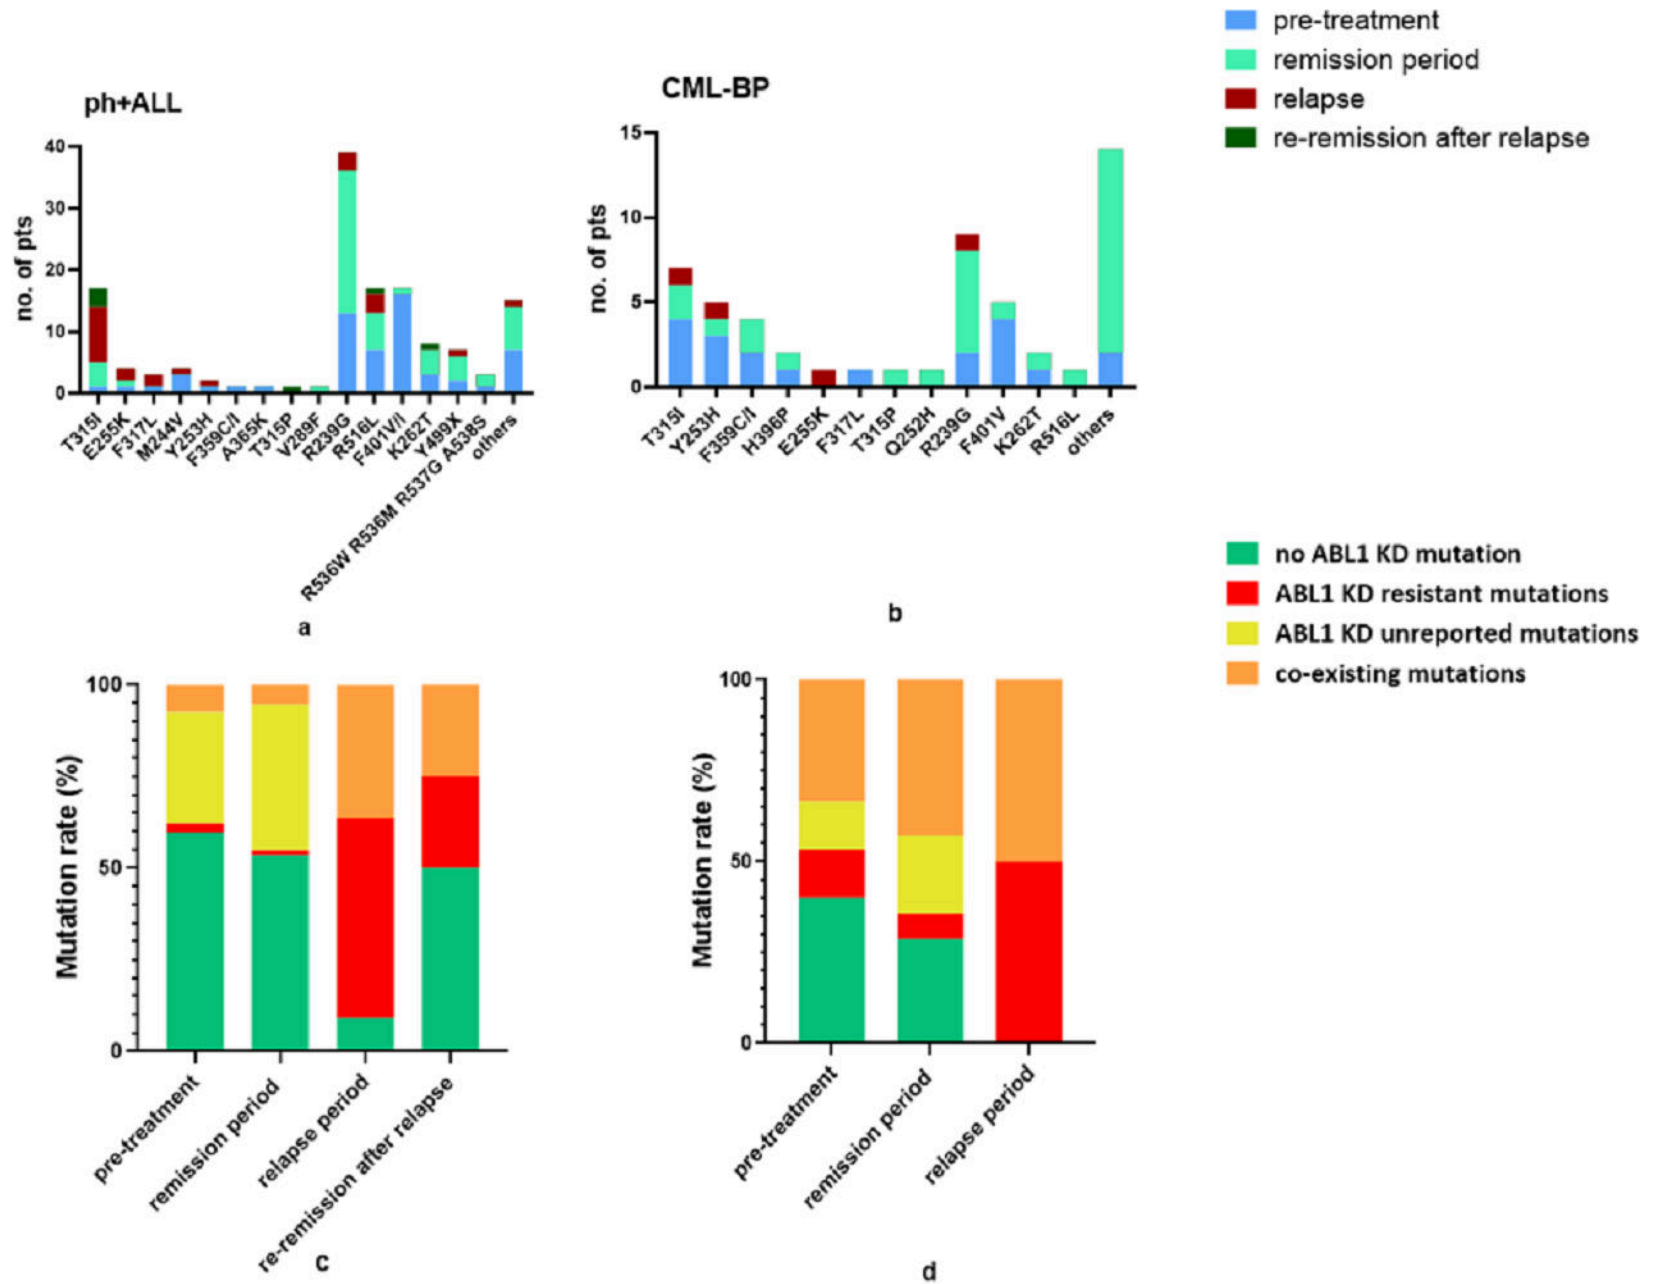 pre-treatment
remission period
relapse
re-remission after relapse
ph+ALL
no. of pts
40
30
20
10
0
T315I
E255K
F317L
M244V
Y253H
F359C/I
A365K
T315P
V289F
R239G
R516L
F401V/I
K262T
Y499X
R536W R536M R537G A538S
others
a
CML-BP
no. of pts
15
10
5
0
T315I
Y253H
F359C/I
H396P
E255K
F317L
T315P
Q252H
R239G
F401V
K262T
R516L
others
b
no ABL1 KD mutation
ABL1 KD resistant mutations
ABL1 KD unreported mutations
co-existing mutations
Mutation rate (%)
100
50
0
pre-treatment
remission period
relapse period
re-remission after relapse
c
Mutation rate (%)
100
50
0
pre-treatment
remission period
relapse period
d